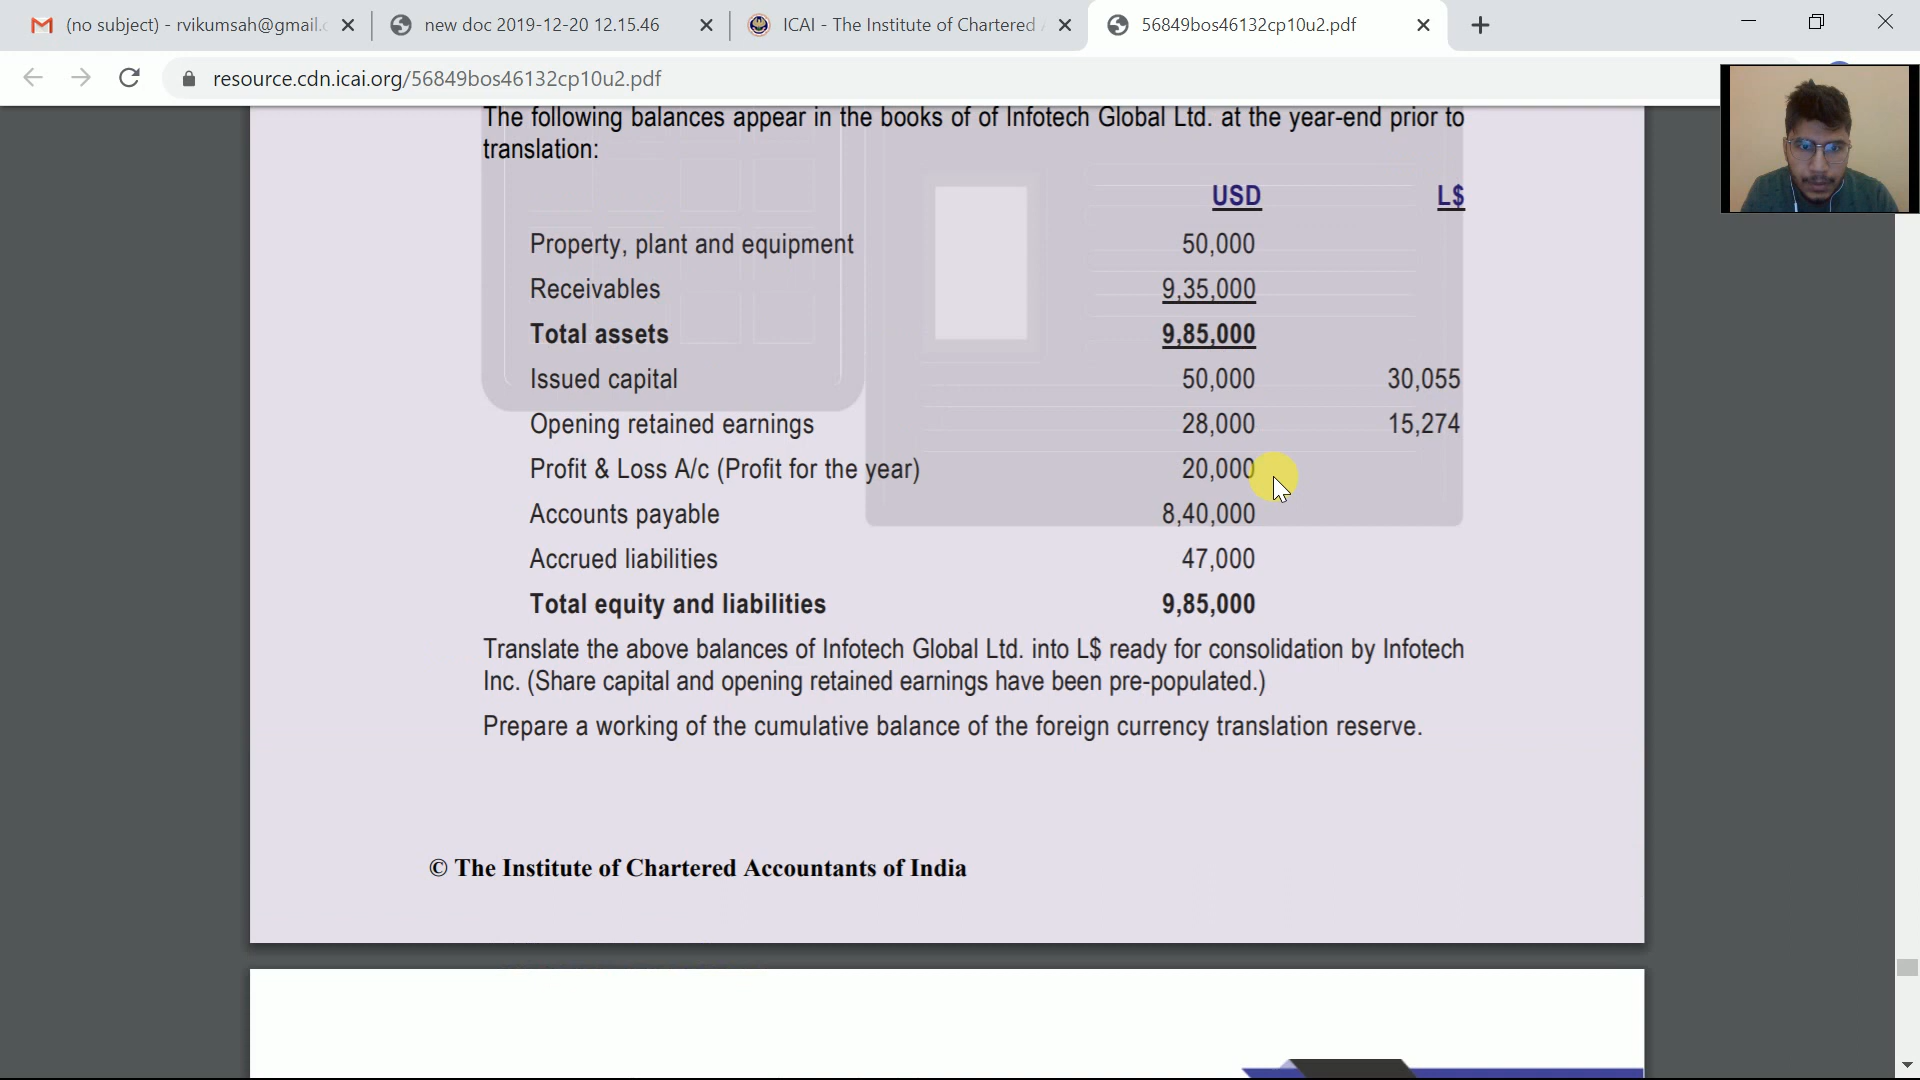 (no subject) - rvikumsah@gmail.c
new doc 2019-12-20 12.15.46
ICAI - The Institute of Chartered A
56849bos46132cp10u2.pdf
resource.cdn.icai.org/56849bos46132cp10u2.pdf
The following balances appear in the books of of Infotech Global Ltd. at the year-end prior to
translation:
USD L$
Property, plant and equipment 50,000
Receivables 9,35,000
Total assets 9,85,000
Issued capital 50,000 30,055
Opening retained earnings 28,000 15,274
Profit & Loss A/c (Profit for the year) 20,000
Accounts payable 8,40,000
Accrued liabilities 47,000
Total equity and liabilities 9,85,000
Translate the above balances of Infotech Global Ltd. into L$ ready for consolidation by Infotech
Inc. (Share capital and opening retained earnings have been pre-populated.)
Prepare a working of the cumulative balance of the foreign currency translation reserve.
© The Institute of Chartered Accountants of India